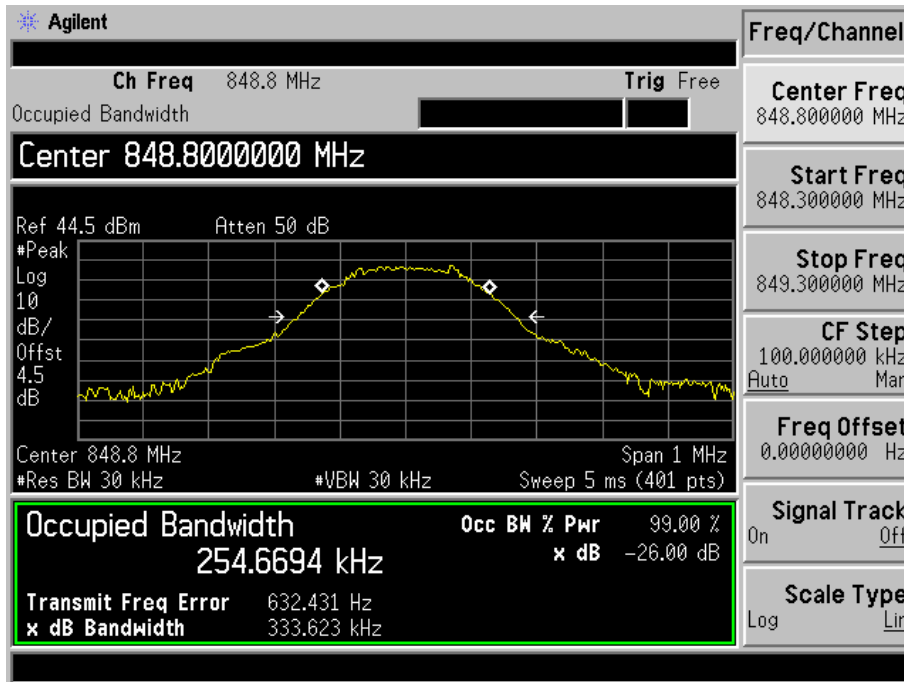 Agilent
Ch Freq 848.8 MHz Trig Free
Occupied Bandwidth
Center 848.8000000 MHz
Ref 44.5 dBm Atten 50 dB
#Peak
Log
10
dB/
Offst
4.5
dB
Center 848.8 MHz Span 1 MHz
#Res BW 30 kHz #VBW 30 kHz Sweep 5 ms (401 pts)
Occupied Bandwidth Occ BW % Pwr 99.00 %
254.6694 kHz x dB -26.00 dB
Transmit Freq Error 632.431 Hz
x dB Bandwidth 333.623 kHz
Freq/Channel
Center Freq
848.800000 MHz
Start Freq
848.300000 MHz
Stop Freq
849.300000 MHz
CF Step
100.000000 kHz
Auto Man
Freq Offset
0.00000000 Hz
Signal Track
On Off
Scale Type
Log Lin